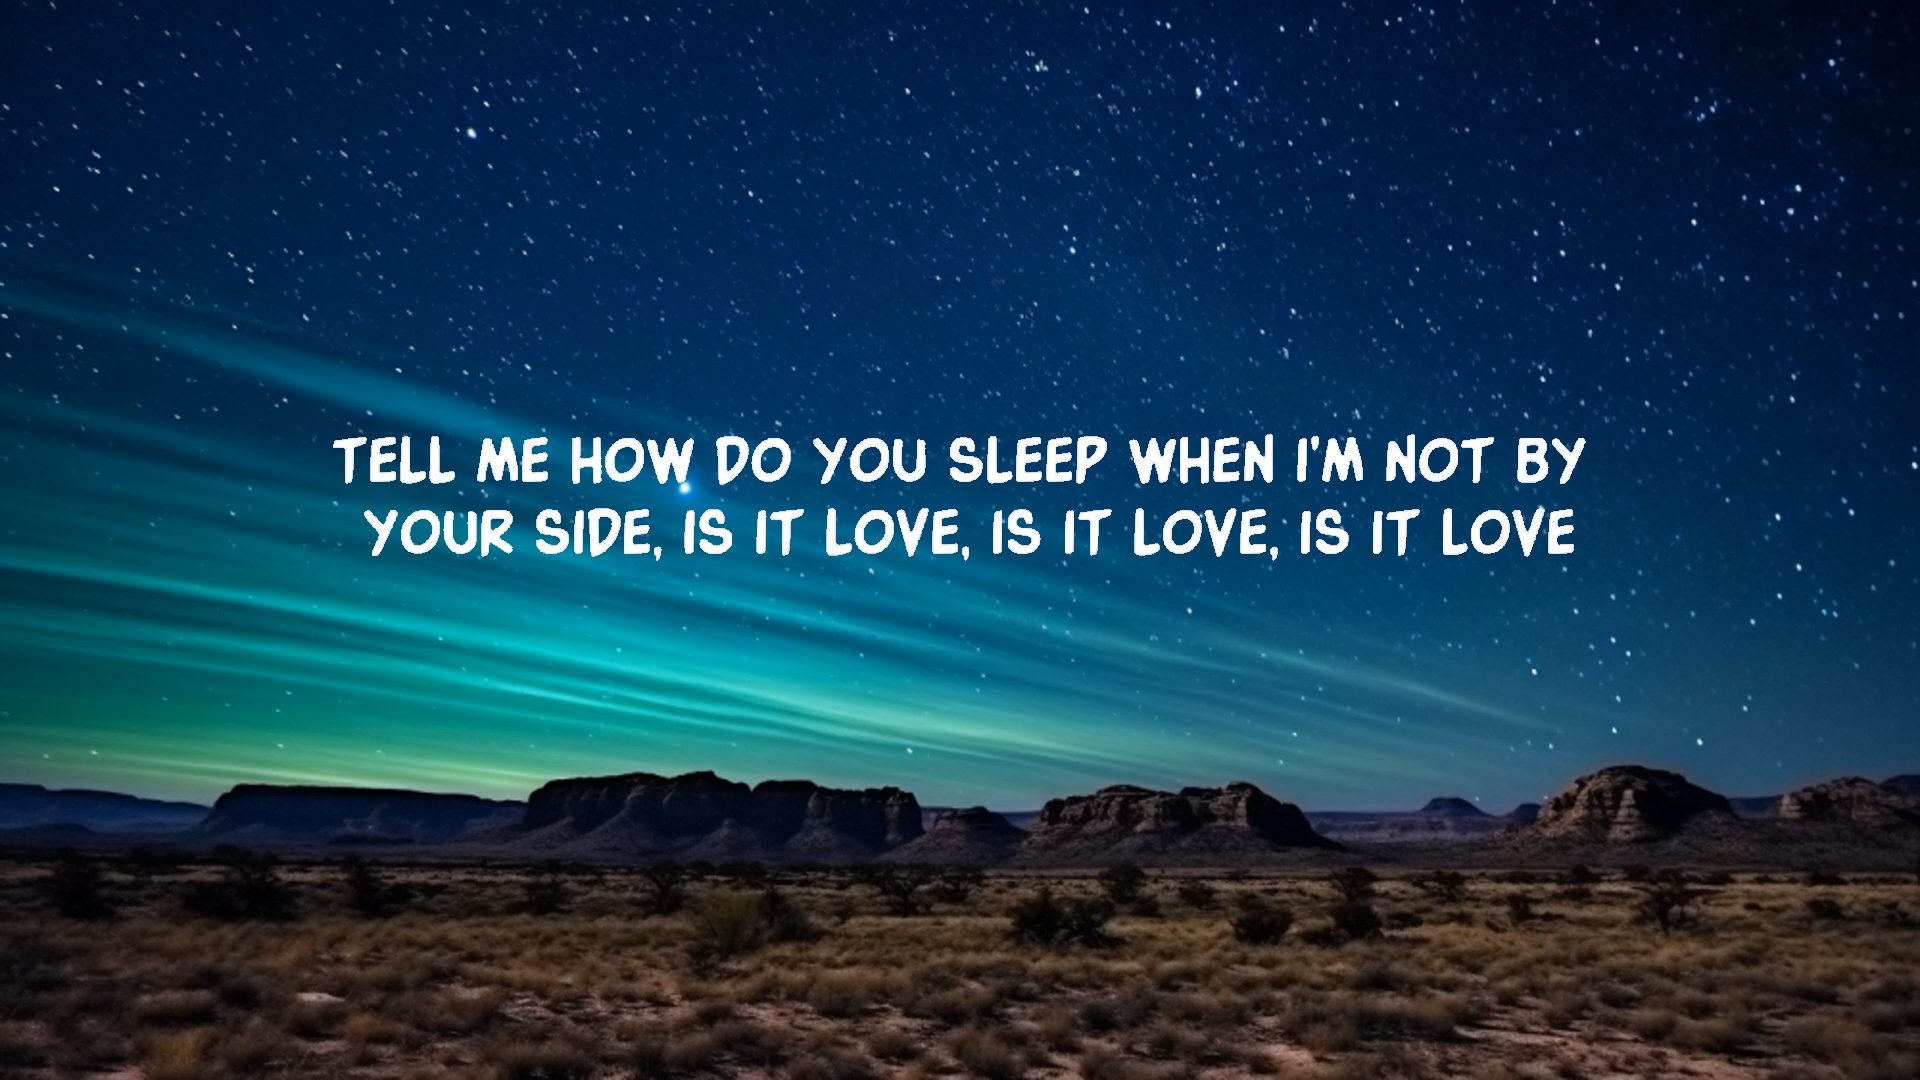 TELL ME HOW DO YOU SLEEP WHEN I'M NOT BY
YOUR SIDE, IS IT LOVE, IS IT LOVE, IS IT LOVE